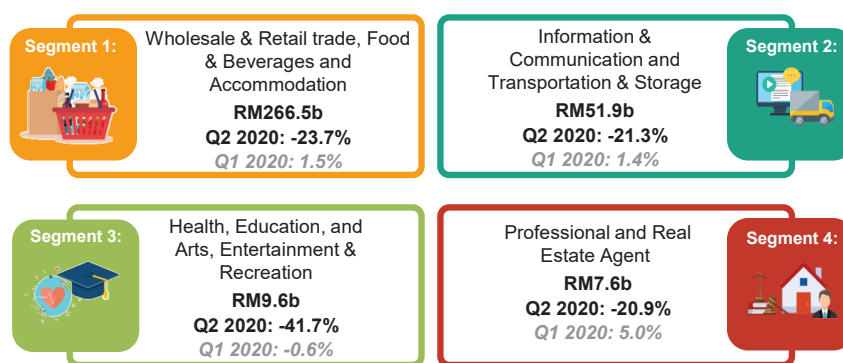 Segment 1:
Wholesale & Retail trade, Food
& Beverages and
Accommodation
RM266.5b
Q2 2020: -23.7%
Q1 2020: 1.5%
Information &
Communication and
Transportation & Storage
RM51.9b
Q2 2020: -21.3%
Q1 2020: 1.4%
Segment 2:
Segment 3:
Health, Education, and
Arts, Entertainment &
Recreation
RM9.6b
Q2 2020: -41.7%
Q1 2020: -0.6%
Professional and Real
Estate Agent
RM7.6b
Q2 2020: -20.9%
Q1 2020: 5.0%
Segment 4: